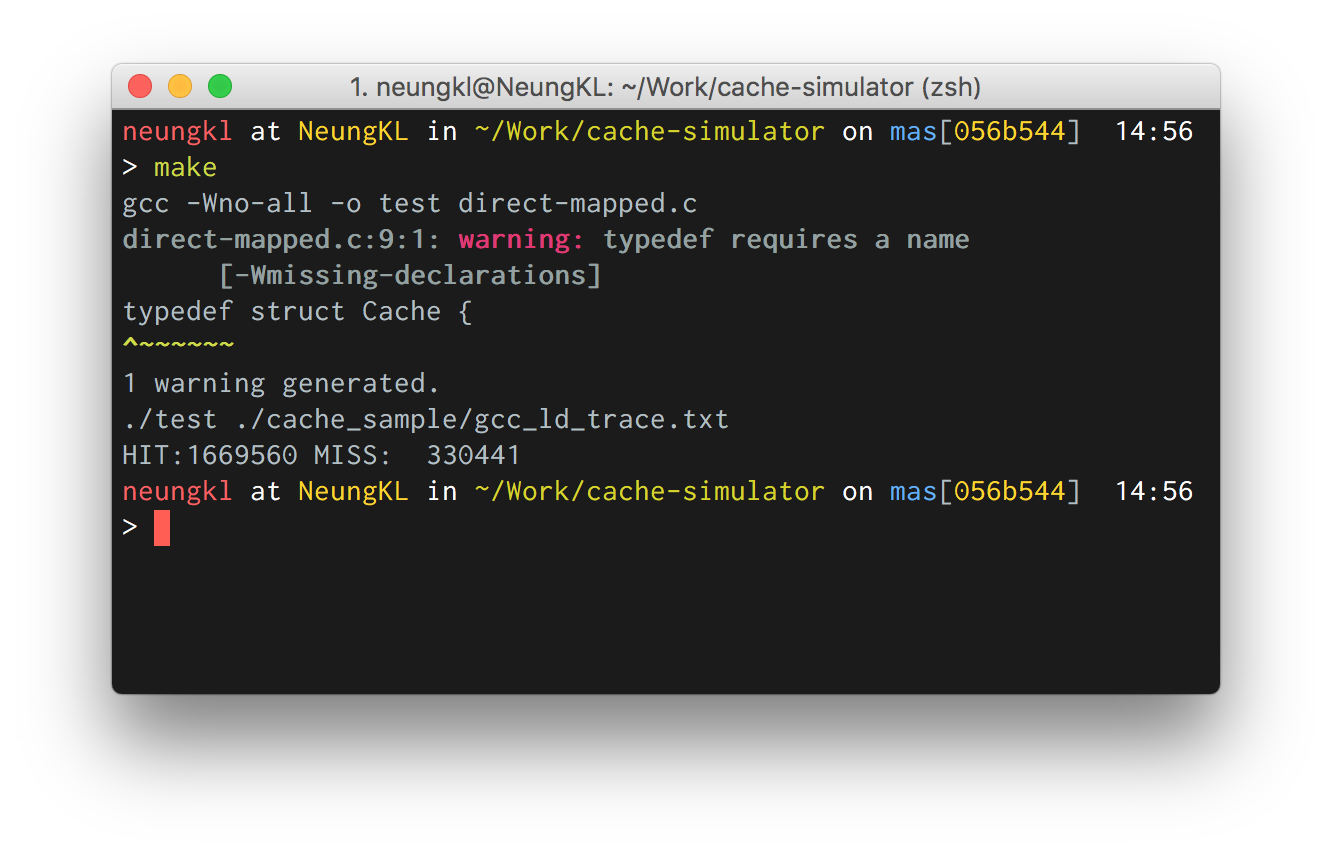 1. neungkl@NeungKL: ~/Work/cache-simulator (zsh)
neungkl at NeungKL in ~/Work/cache-simulator on mas[056b544]  14:56
> make
gcc -Wno-all -o test direct-mapped.c
direct-mapped.c:9:1: warning: typedef requires a name
      [-Wmissing-declarations]
typedef struct Cache {
^~~~~~~
1 warning generated.
./test ./cache_sample/gcc_ld_trace.txt
HIT:1669560 MISS:  330441
neungkl at NeungKL in ~/Work/cache-simulator on mas[056b544]  14:56
>